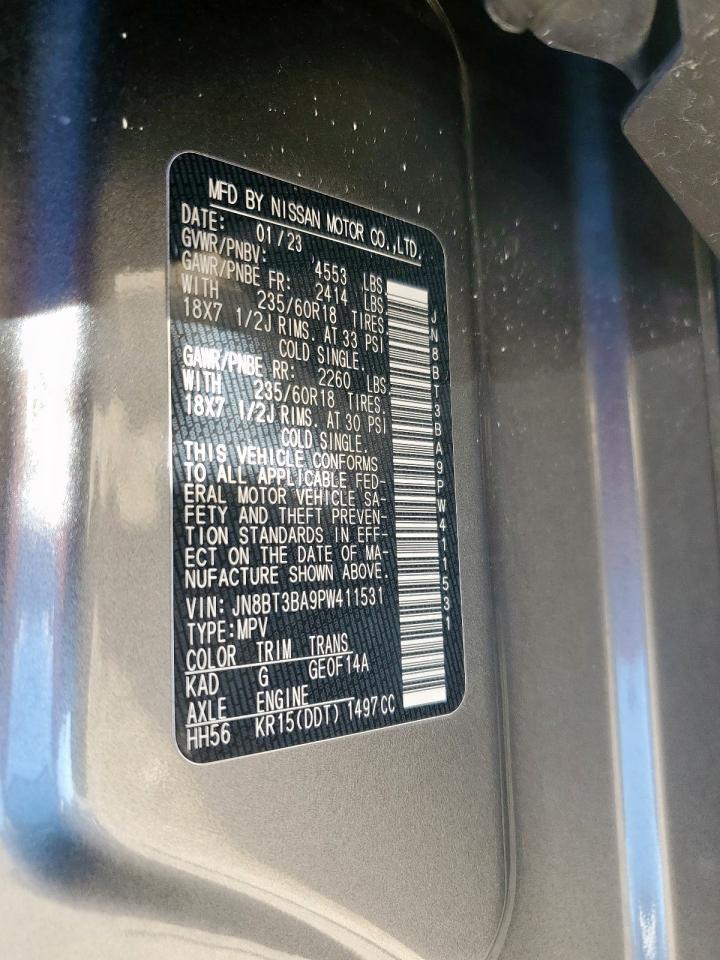 MFD BY NISSAN MOTOR CO.,LTD.
DATE: 01/23
GVWR/PNBV: 4553 LBS
GAWR/PNBE FR: 2414 LBS
WITH 235/60R18 TIRES
18X7 1/2J RIMS. AT 33 PSI
COLD SINGLE.
GAWR/PNBE RR: 2260 LBS
WITH 235/60R18 TIRES.
18X7 1/2J RIMS. AT 30 PSI
COLD SINGLE.
THIS VEHICLE CONFORMS
TO ALL APPLICABLE FED-
ERAL MOTOR VEHICLE SA-
FETY AND THEFT PREVEN-
TION STANDARDS IN EFF-
ECT ON THE DATE OF MA-
NUFACTURE SHOWN ABOVE.
VIN: JN8BT3BA9PW411531
TYPE:MPV
COLOR TRIM TRANS
KAD G GE0F14A
AXLE ENGINE
HH56 KR15(DDT) 1497CC
JN8BT3BA9PW411531